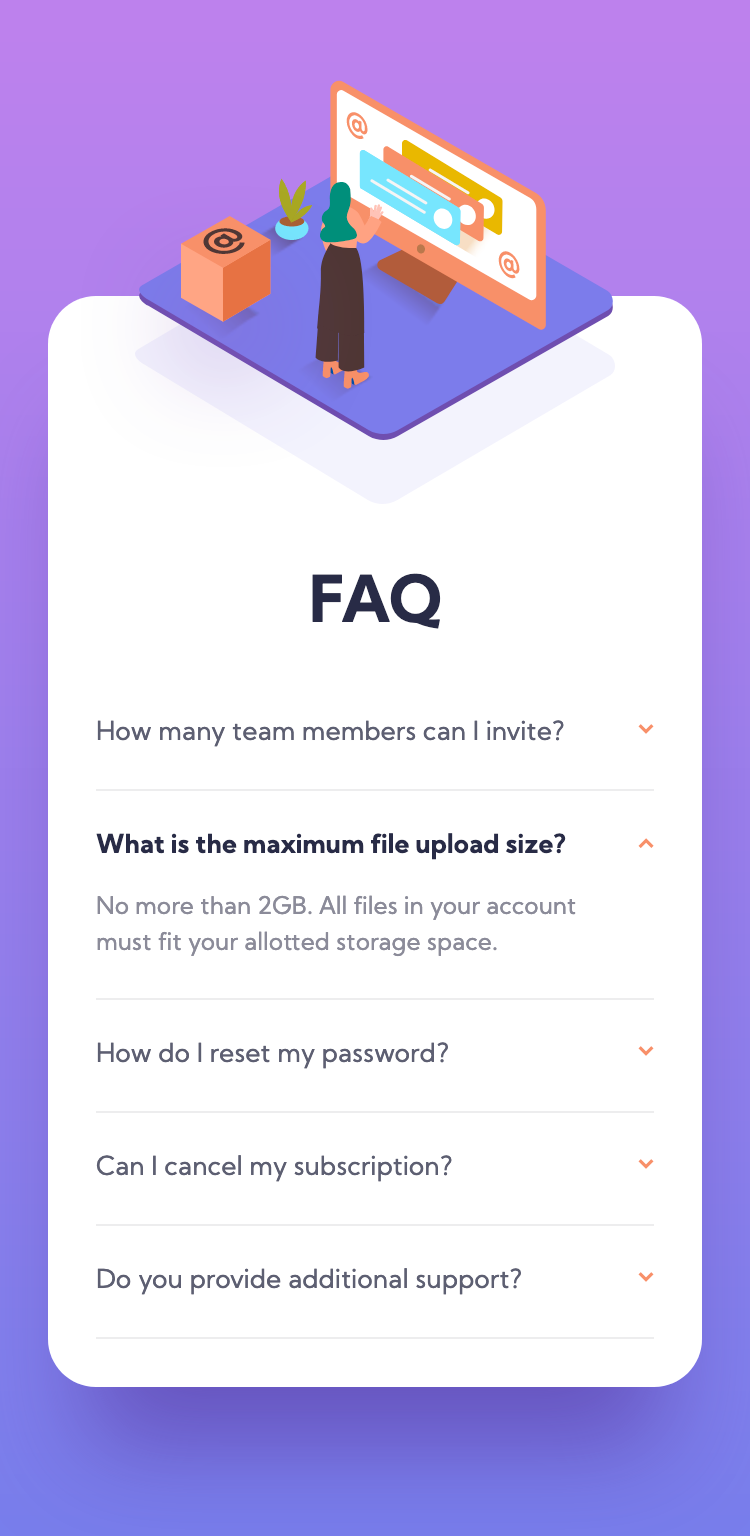 @
@
@
FAQ
How many team members can I invite?
What is the maximum file upload size?
No more than 2GB. All files in your account
must fit your allotted storage space.
How do I reset my password?
Can I cancel my subscription?
Do you provide additional support?